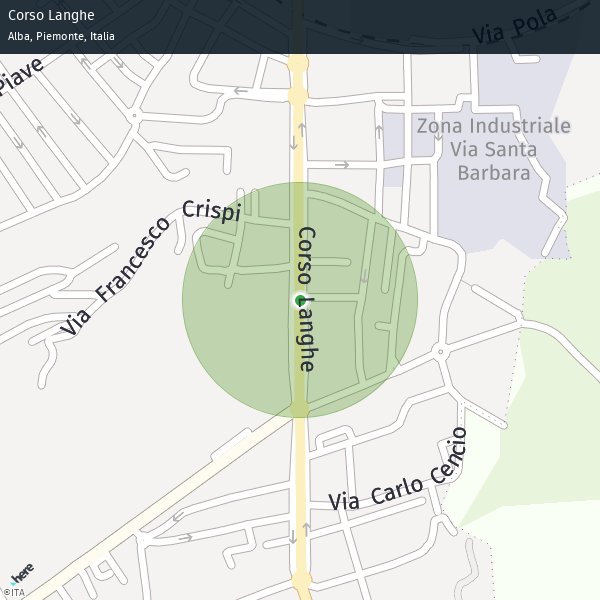 Corso Langhe
Alba, Piemonte, Italia
Via Pola
Piave
Zona Industriale
Via Santa
Barbara
Crispi
Via Francesco
Corso Langhe
Via Carlo Cencio
here
©ITA